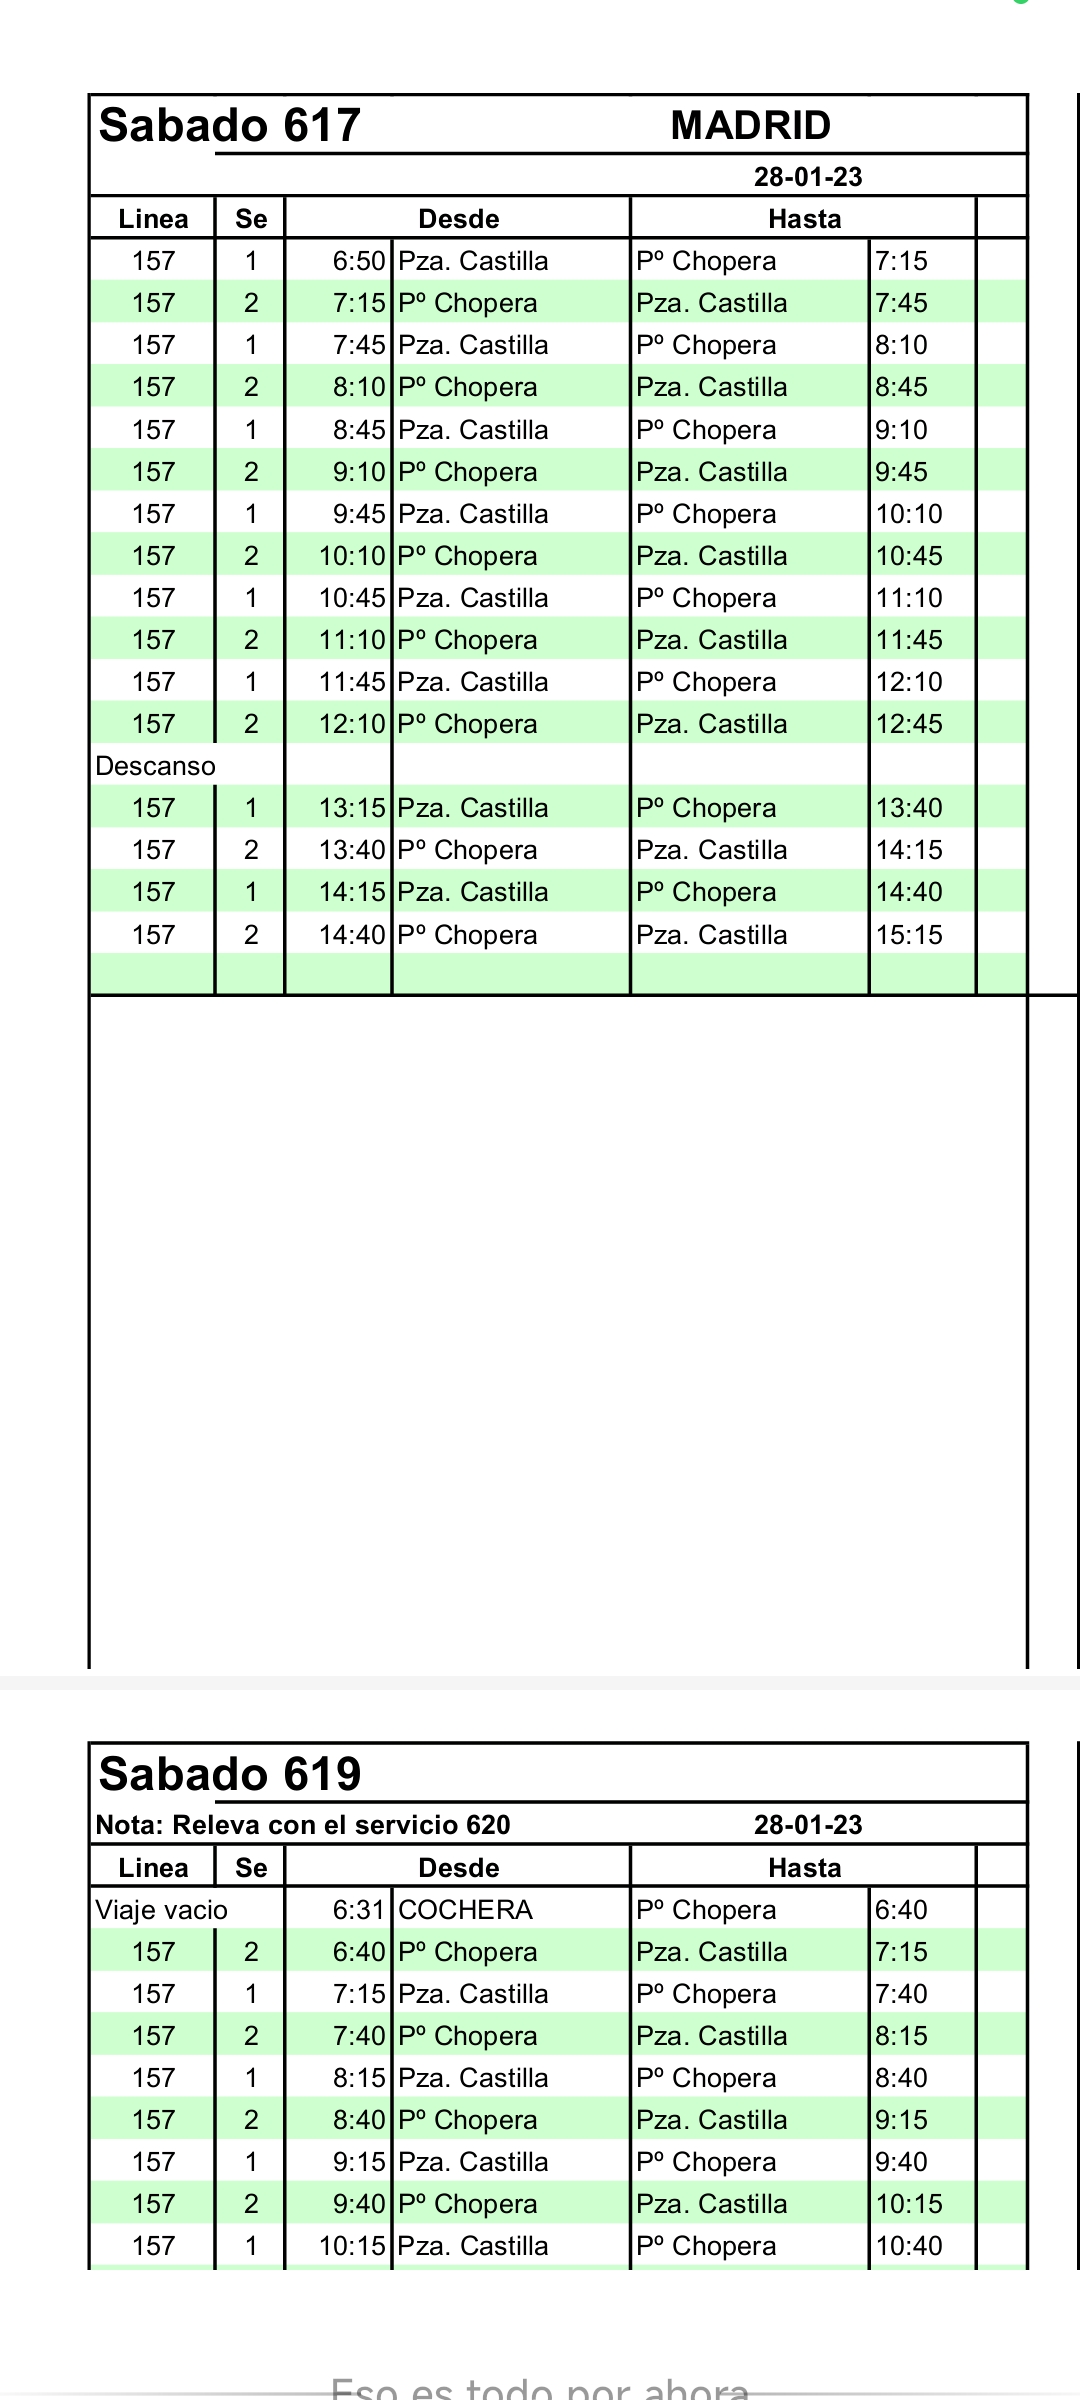 Sabado 617 MADRID
28-01-23
Linea Se Desde Hasta
157 1 6:50 Pza. Castilla Pº Chopera 7:15
157 2 7:15 Pº Chopera Pza. Castilla 7:45
157 1 7:45 Pza. Castilla Pº Chopera 8:10
157 2 8:10 Pº Chopera Pza. Castilla 8:45
157 1 8:45 Pza. Castilla Pº Chopera 9:10
157 2 9:10 Pº Chopera Pza. Castilla 9:45
157 1 9:45 Pza. Castilla Pº Chopera 10:10
157 2 10:10 Pº Chopera Pza. Castilla 10:45
157 1 10:45 Pza. Castilla Pº Chopera 11:10
157 2 11:10 Pº Chopera Pza. Castilla 11:45
157 1 11:45 Pza. Castilla Pº Chopera 12:10
157 2 12:10 Pº Chopera Pza. Castilla 12:45
Descanso
157 1 13:15 Pza. Castilla Pº Chopera 13:40
157 2 13:40 Pº Chopera Pza. Castilla 14:15
157 1 14:15 Pza. Castilla Pº Chopera 14:40
157 2 14:40 Pº Chopera Pza. Castilla 15:15
Sabado 619
Nota: Releva con el servicio 620 28-01-23
Linea Se Desde Hasta
Viaje vacio 6:31 COCHERA Pº Chopera 6:40
157 2 6:40 Pº Chopera Pza. Castilla 7:15
157 1 7:15 Pza. Castilla Pº Chopera 7:40
157 2 7:40 Pº Chopera Pza. Castilla 8:15
157 1 8:15 Pza. Castilla Pº Chopera 8:40
157 2 8:40 Pº Chopera Pza. Castilla 9:15
157 1 9:15 Pza. Castilla Pº Chopera 9:40
157 2 9:40 Pº Chopera Pza. Castilla 10:15
157 1 10:15 Pza. Castilla Pº Chopera 10:40
Eso es todo por ahora